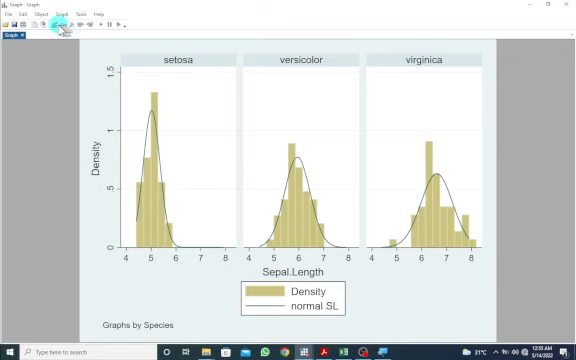 Graph - Graph
File Edit Object Graph Tools Help
Graph
setosa versicolor virginica
Density
0 .5 1 1.5
4 5 6 7 8 4 5 6 7 8 4 5 6 7 8
Sepal.Length
Density
normal SL
Graphs by Species
Type here to search
31°C
12:55 AM
5/14/2022